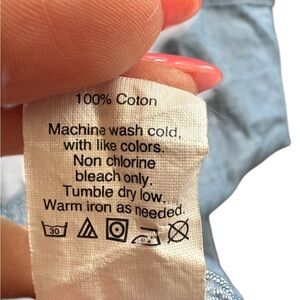 100% Coton
Machine wash cold,
with like colors.
Non chlorine
bleach only.
Tumble dry low.
Warm iron as needed.
30